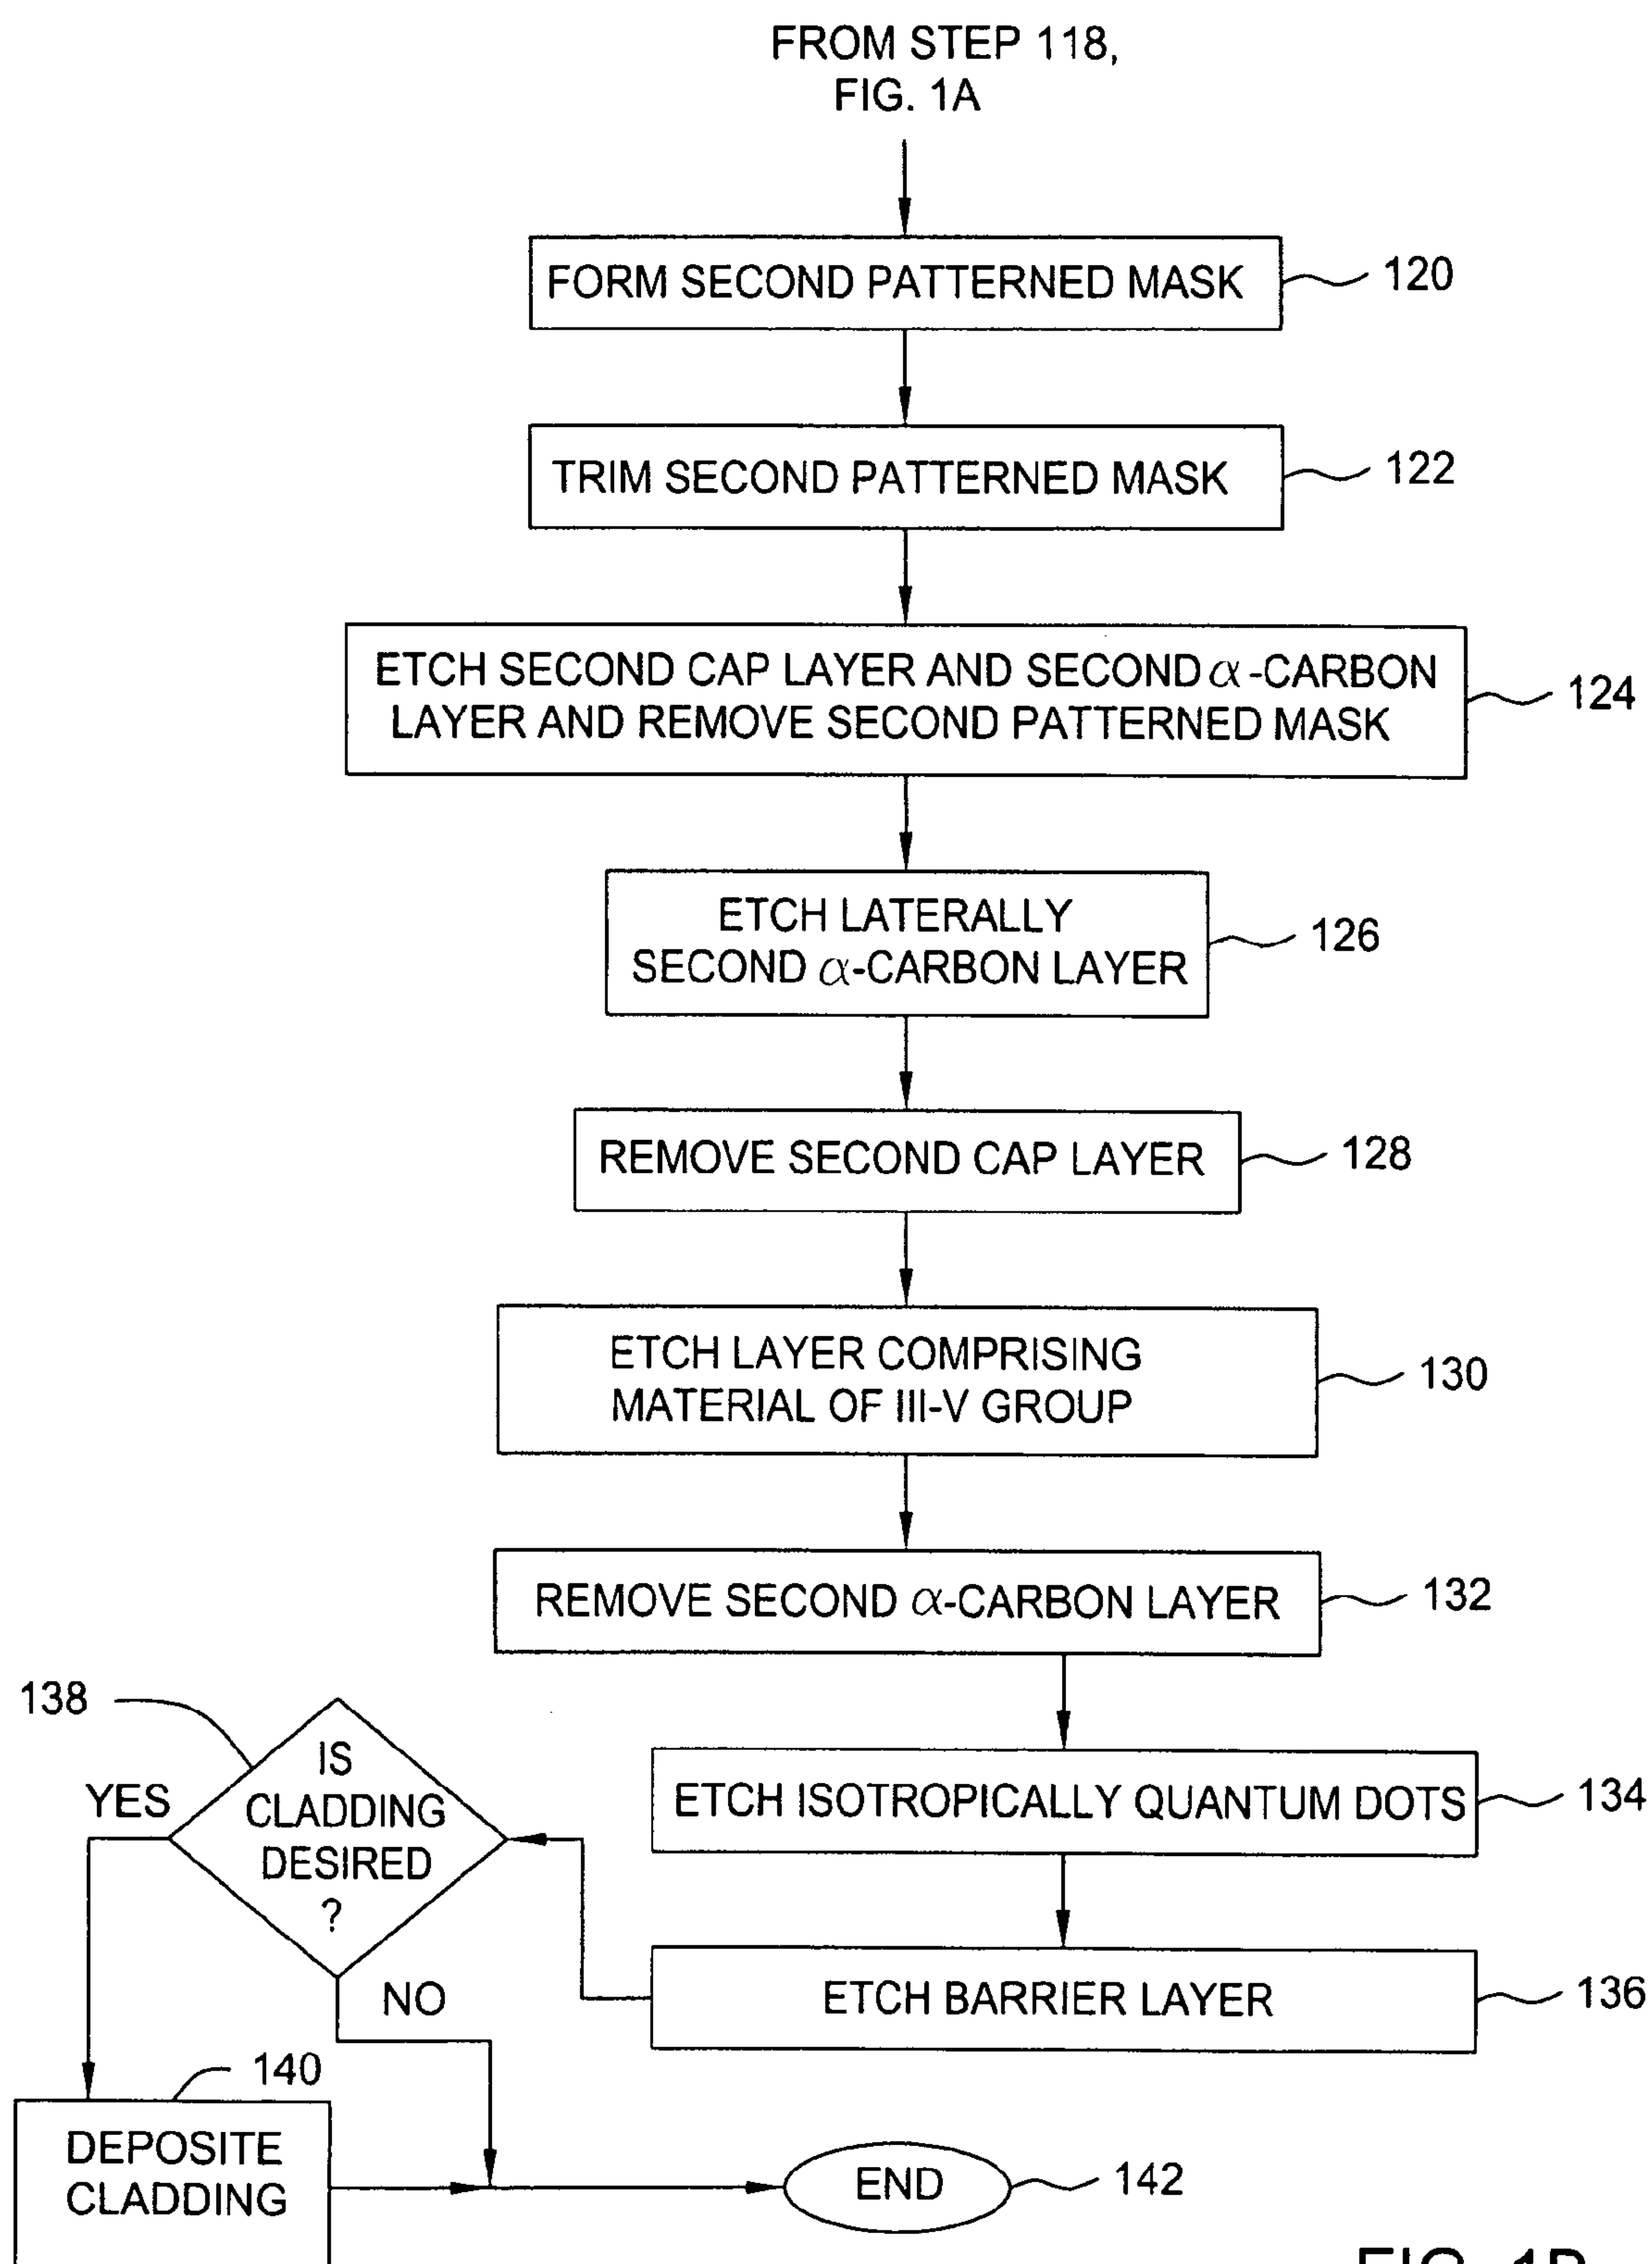 FROM STEP 118,
FIG. 1A
FORM SECOND PATTERNED MASK
120
TRIM SECOND PATTERNED MASK
122
ETCH SECOND CAP LAYER AND SECOND α-CARBON
LAYER AND REMOVE SECOND PATTERNED MASK
124
ETCH LATERALLY
SECOND α-CARBON LAYER
126
REMOVE SECOND CAP LAYER
128
ETCH LAYER COMPRISING
MATERIAL OF III-V GROUP
130
REMOVE SECOND α-CARBON LAYER
132
ETCH ISOTROPICALLY QUANTUM DOTS
134
ETCH BARRIER LAYER
136
138
IS
CLADDING
DESIRED
?
YES
NO
140
DEPOSITE
CLADDING
END
142